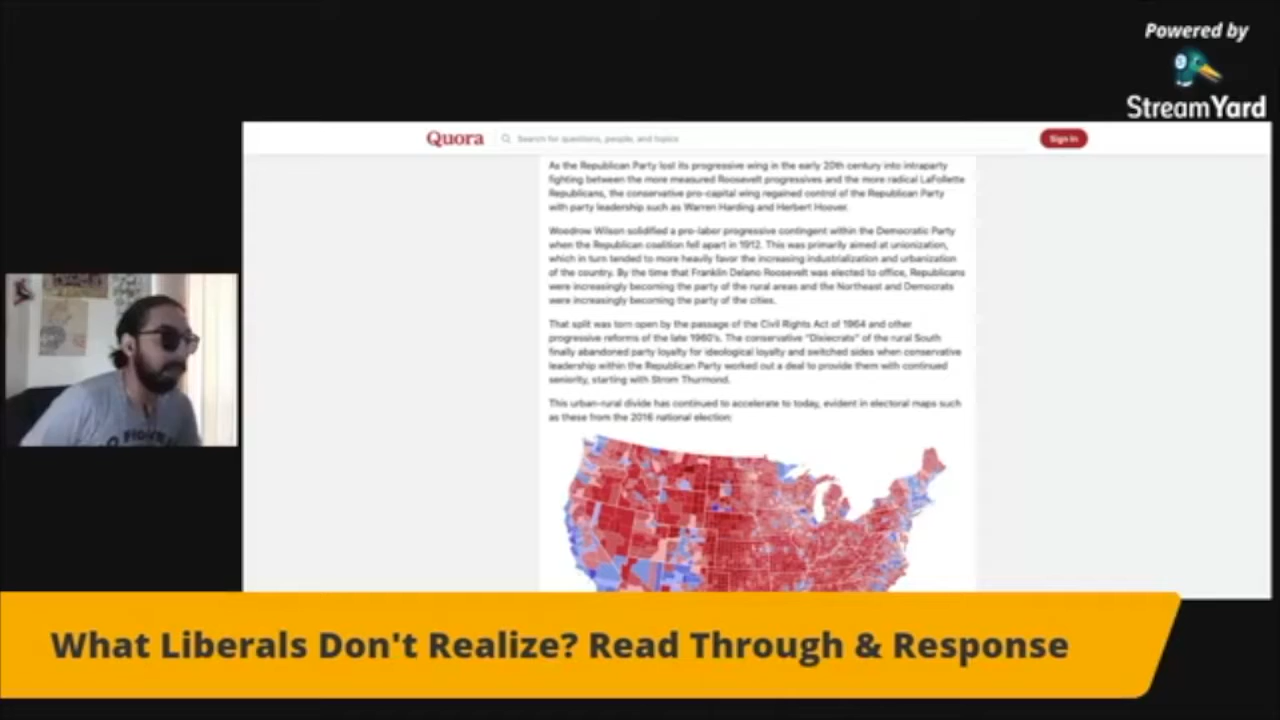 Powered by
StreamYard
Quora
Search for questions, people, and topics
Sign In
As the Republican Party lost its progressive wing in the early 20th century into intraparty
fighting between the more measured Roosevelt progressives and the more radical LaFollette
Republicans, the conservative pro-capital wing regained control of the Republican Party
with party leadership such as Warren Harding and Herbert Hoover.
Woodrow Wilson solidified a pro-labor progressive contingent within the Democratic Party
when the Republican coalition fell apart in 1912. This was primarily aimed at unionization,
which in turn tended to more heavily favor the increasing industrialization and urbanization
of the country. By the time that Franklin Delano Roosevelt was elected to office, Republicans
were increasingly becoming the party of the rural areas and the Northeast and Democrats
were increasingly becoming the party of the cities.
That split was torn open by the passage of the Civil Rights Act of 1964 and other
progressive reforms of the late 1960's. The conservative "Dixiecrats" of the rural South
finally abandoned party loyalty for ideological loyalty and switched sides when conservative
leadership within the Republican Party worked out a deal to provide them with continued
seniority, starting with Strom Thurmond.
This urban-rural divide has continued to accelerate to today, evident in electoral maps such
as these from the 2016 national election:
What Liberals Don't Realize? Read Through & Response